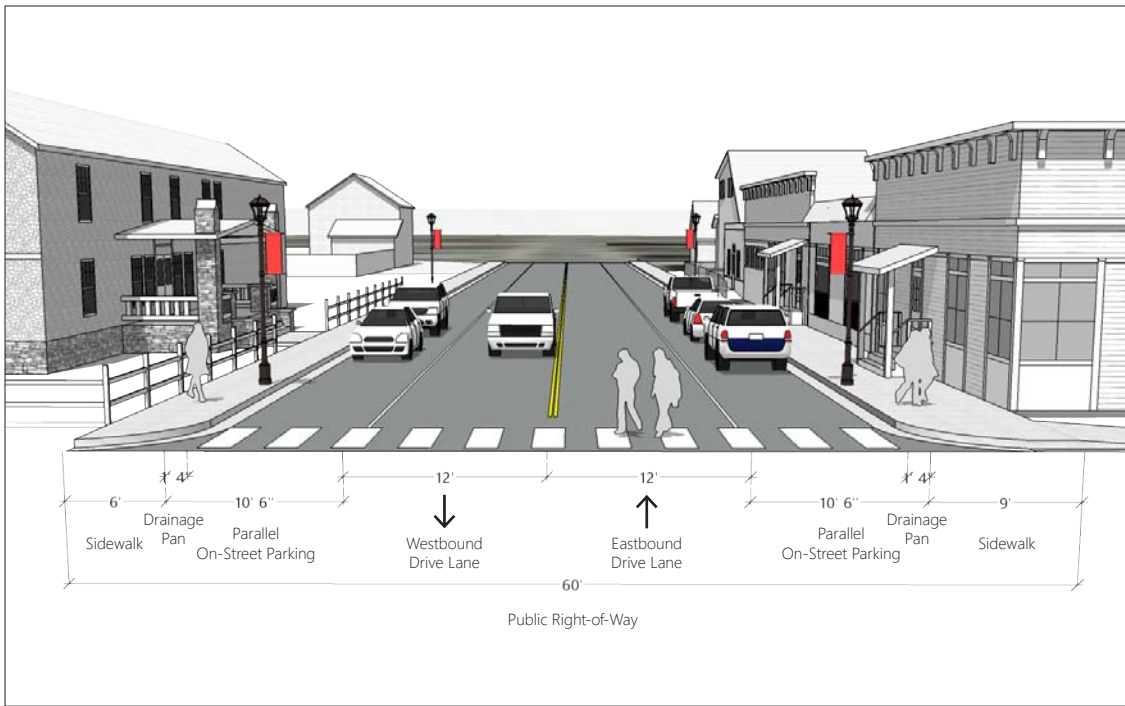 1' 4"
12'
12'
1' 4"
6'
10' 6"
10' 6"
9'
Sidewalk
Drainage
Pan
Parallel
On-Street Parking
Westbound
Drive Lane
Eastbound
Drive Lane
Parallel
On-Street Parking
Drainage
Pan
Sidewalk
60'
Public Right-of-Way